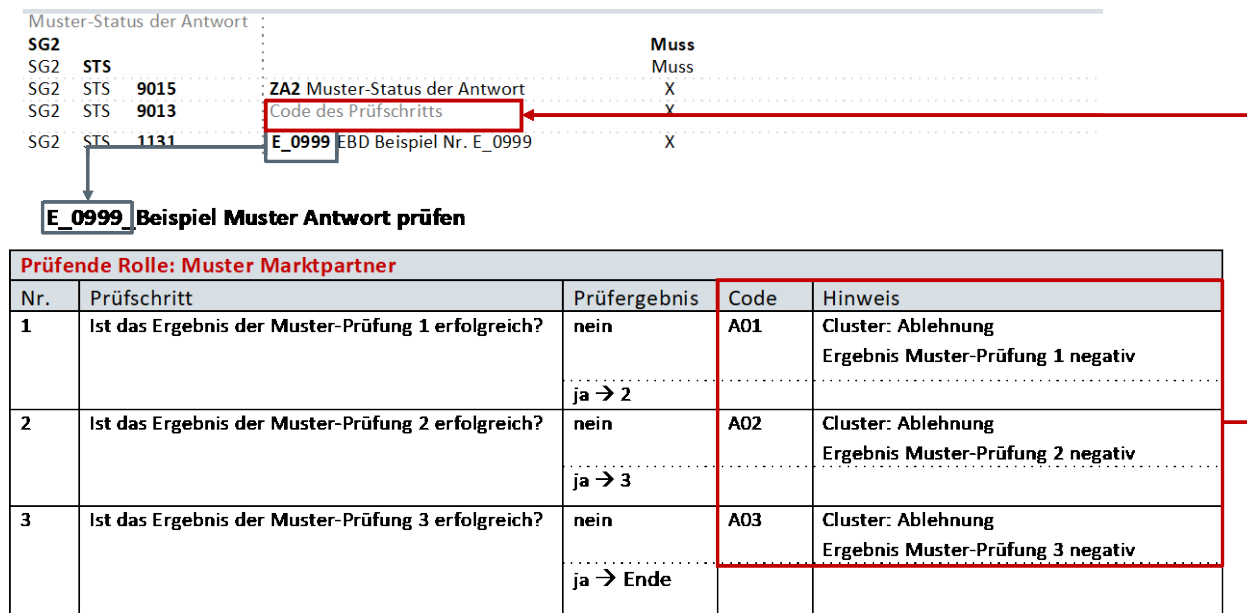 Muster-Status der Antwort
SG2 Muss
SG2 STS Muss
SG2 STS 9015 ZA2 Muster-Status der Antwort X
SG2 STS 9013 Code des Prüfschritts X
SG2 STS 1131 E_0999 EBD Beispiel Nr. E_0999 X
E_0999_Beispiel Muster Antwort prüfen
Prüfende Rolle: Muster Marktpartner
Nr. Prüfschritt Prüfergebnis Code Hinweis
1 Ist das Ergebnis der Muster-Prüfung 1 erfolgreich? nein A01 Cluster: Ablehnung
Ergebnis Muster-Prüfung 1 negativ
ja → 2
2 Ist das Ergebnis der Muster-Prüfung 2 erfolgreich? nein A02 Cluster: Ablehnung
Ergebnis Muster-Prüfung 2 negativ
ja → 3
3 Ist das Ergebnis der Muster-Prüfung 3 erfolgreich? nein A03 Cluster: Ablehnung
Ergebnis Muster-Prüfung 3 negativ
ja → Ende